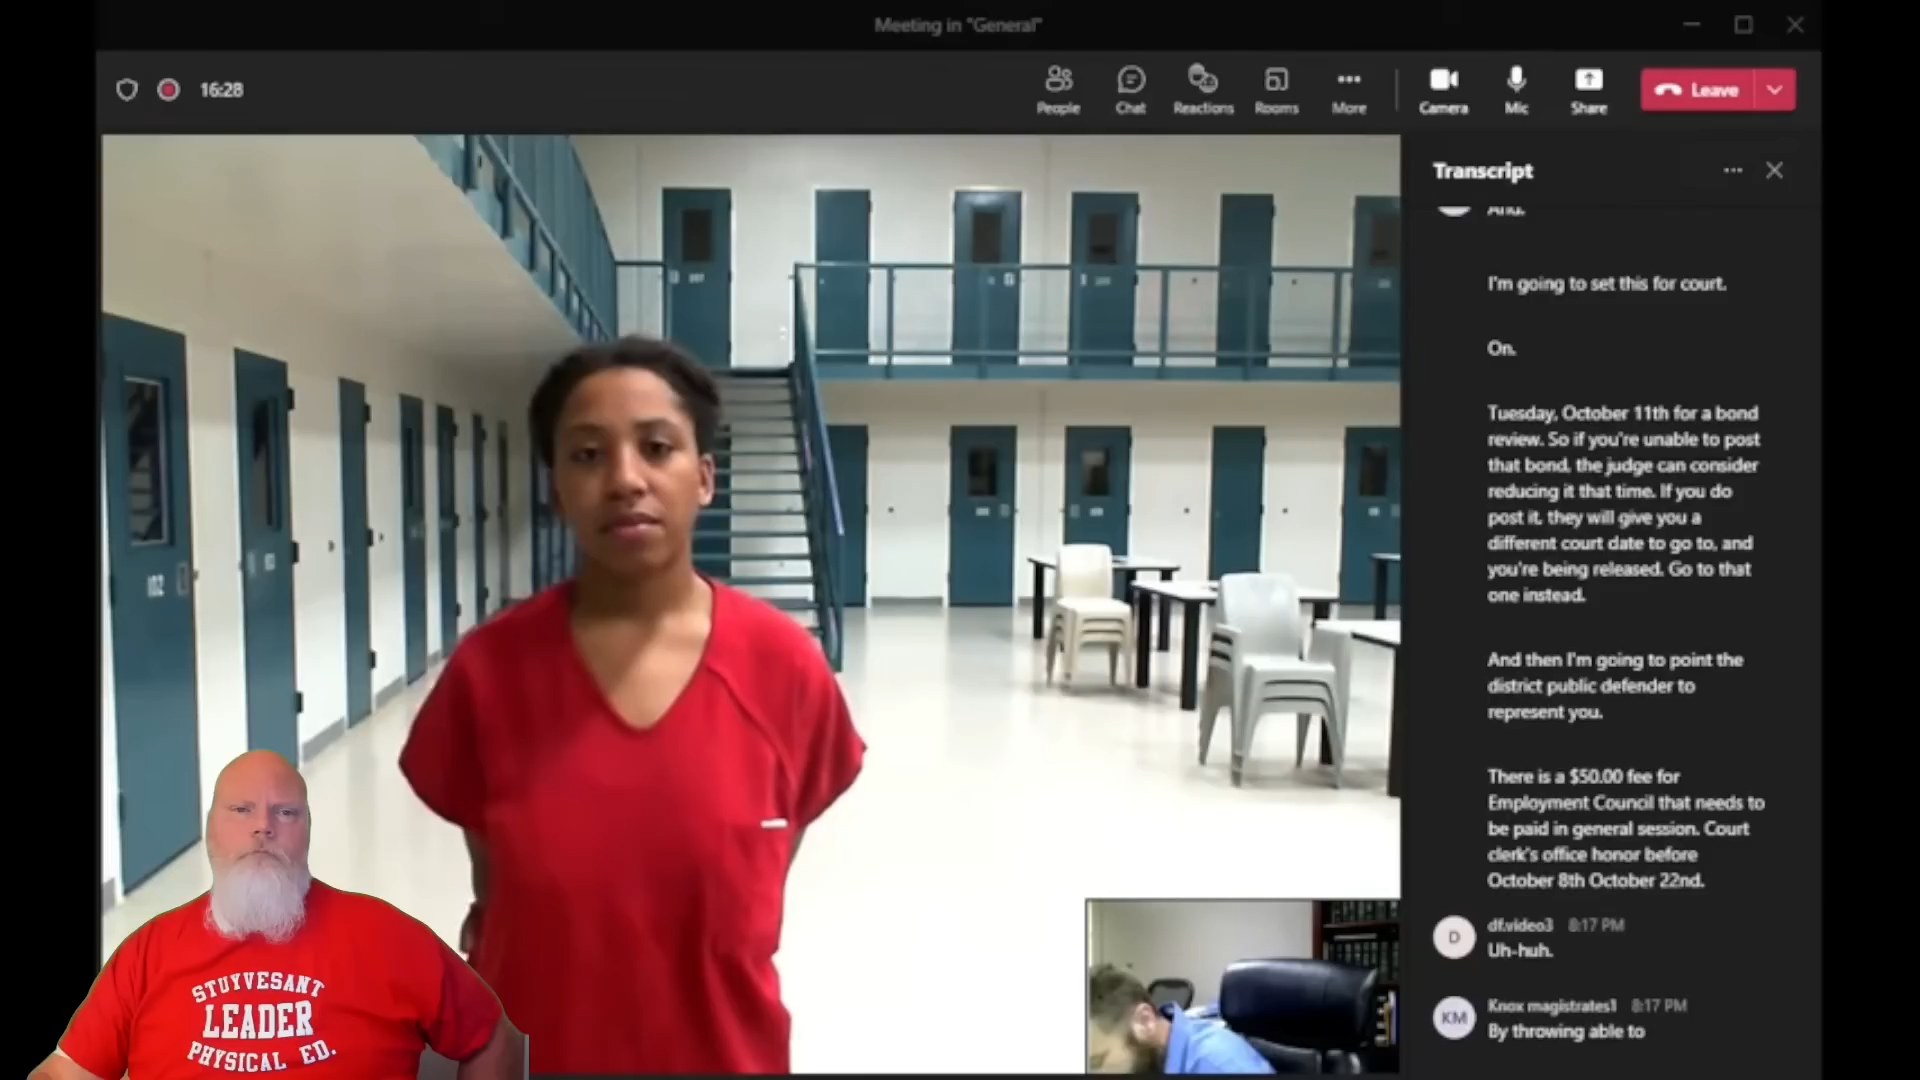 Meeting in "General"
16:28
People
Chat
Reactions
Rooms
More
Camera
Mic
Share
Leave
Transcript
And.
I'm going to set this for court.
On.
Tuesday, October 11th for a bond
review. So if you're unable to post
that bond, the judge can consider
reducing it that time. If you do
post it, they will give you a
different court date to go to, and
you're being released. Go to that
one instead.
And then I'm going to point the
district public defender to
represent you.
There is a $50.00 fee for
Employment Council that needs to
be paid in general session. Court
clerk's office honor before
October 8th October 22nd.
D
df.video3 8:17 PM
Uh-huh.
KM
Knox magistrates1 8:17 PM
By throwing able to
102
STUYVESANT
LEADER
PHYSICAL ED.